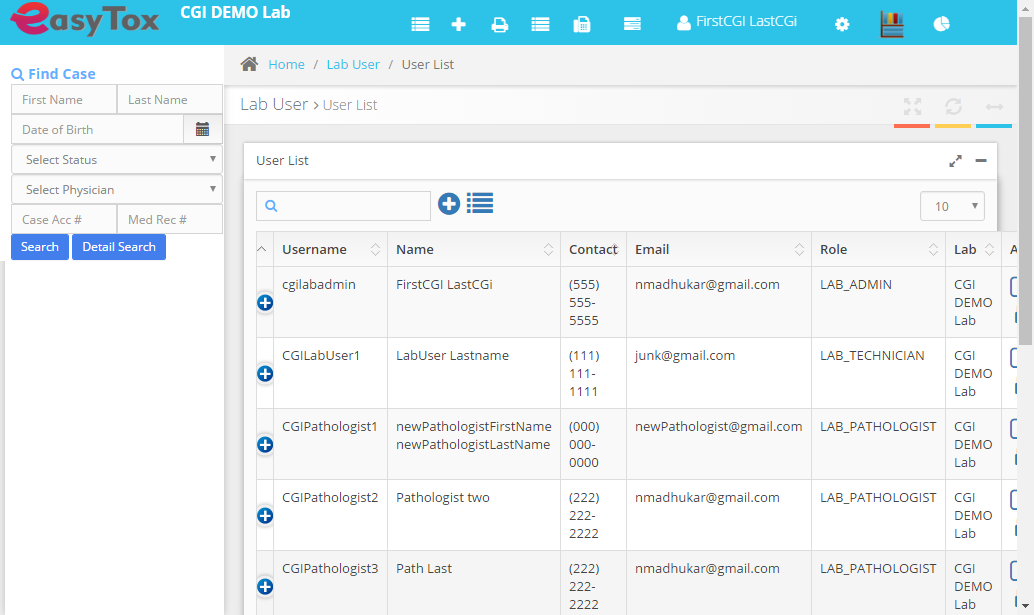 easyTox
CGI DEMO Lab
FirstCGI LastCGi
Find Case
First Name
Last Name
Date of Birth
Select Status
Select Physician
Case Acc #
Med Rec #
Search
Detail Search
Home / Lab User / User List
Lab User > User List
User List
10
Username
Name
Contact
Email
Role
Lab
A
cgilabadmin
FirstCGI LastCGi
(555)
555-
5555
nmadhukar@gmail.com
LAB_ADMIN
CGI
DEMO
Lab
CGILabUser1
LabUser Lastname
(111)
111-
1111
junk@gmail.com
LAB_TECHNICIAN
CGI
DEMO
Lab
CGIPathologist1
newPathologistFirstName
newPathologistLastName
(000)
000-
0000
newPathologist@gmail.com
LAB_PATHOLOGIST
CGI
DEMO
Lab
CGIPathologist2
Pathologist two
(222)
222-
2222
nmadhukar@gmail.com
LAB_PATHOLOGIST
CGI
DEMO
Lab
CGIPathologist3
Path Last
(222)
222-
2222
nmadhukar@gmail.com
LAB_PATHOLOGIST
CGI
DEMO
Lab